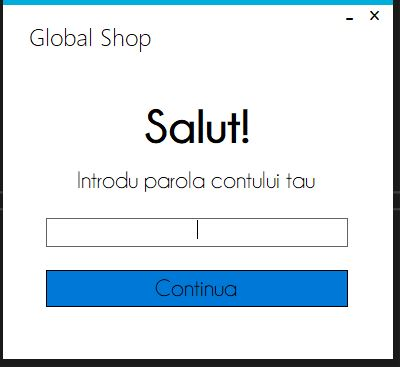 Global Shop
Salut!
Introdu parola contului tau
Continua